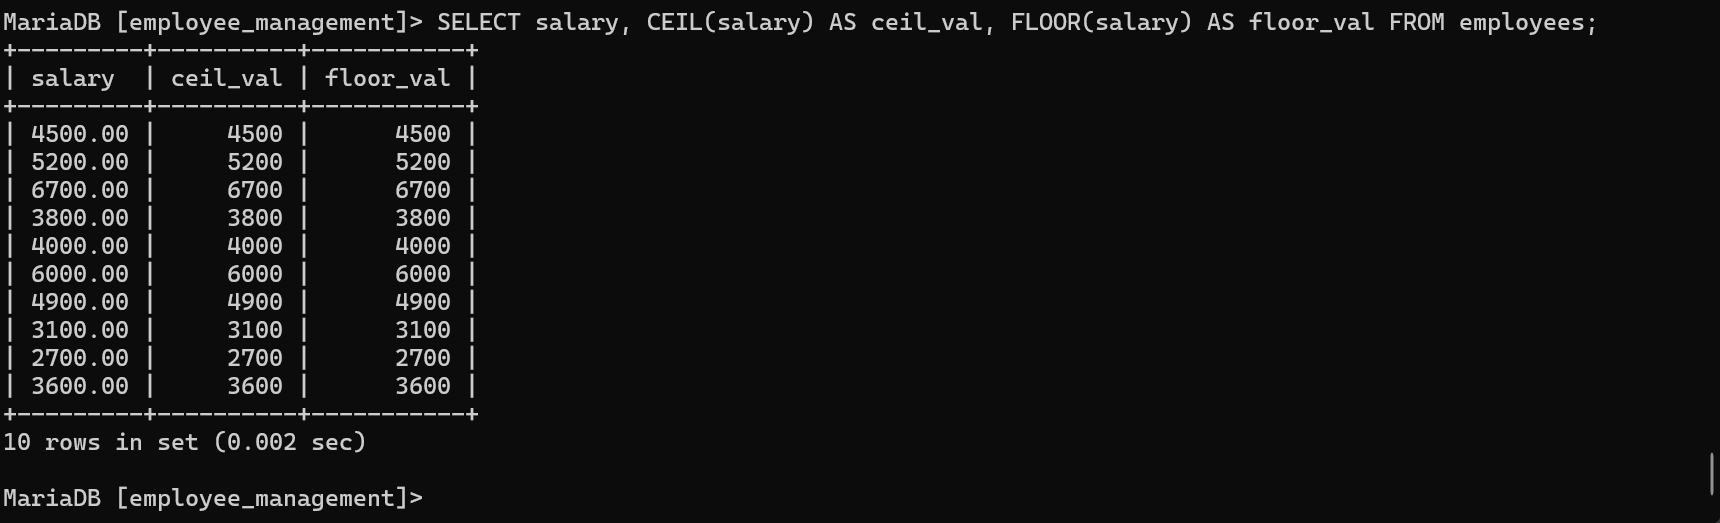 MariaDB [employee_management]> SELECT salary, CEIL(salary) AS ceil_val, FLOOR(salary) AS floor_val FROM employees;
+---------+----------+-----------+
| salary  | ceil_val | floor_val |
+---------+----------+-----------+
| 4500.00 |     4500 |      4500 |
| 5200.00 |     5200 |      5200 |
| 6700.00 |     6700 |      6700 |
| 3800.00 |     3800 |      3800 |
| 4000.00 |     4000 |      4000 |
| 6000.00 |     6000 |      6000 |
| 4900.00 |     4900 |      4900 |
| 3100.00 |     3100 |      3100 |
| 2700.00 |     2700 |      2700 |
| 3600.00 |     3600 |      3600 |
+---------+----------+-----------+
10 rows in set (0.002 sec)
MariaDB [employee_management]>